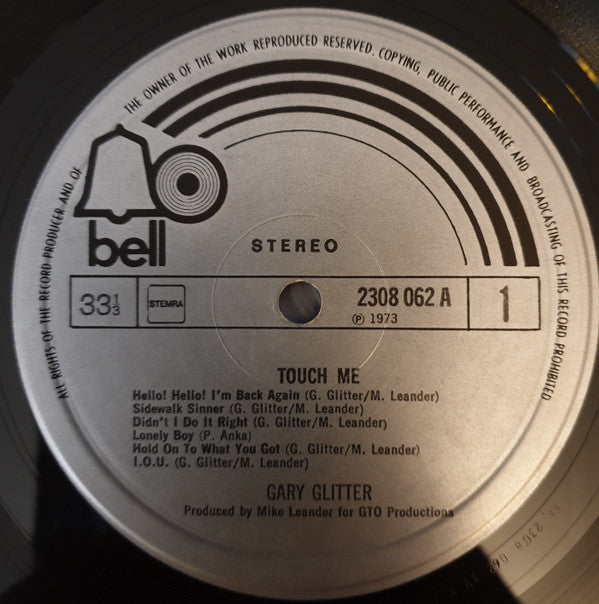 ALL RIGHTS OF THE RECORD PRODUCER AND OF THE OWNER OF THE WORK REPRODUCED RESERVED. COPYING, PUBLIC PERFORMANCE AND BROADCASTING OF THIS RECORD PROHIBITED
bell
STEREO
33⅓ STEMRA 2308 062 A 1
℗ 1973
TOUCH ME
Hello! Hello! I'm Back Again (G. Glitter/M. Leander)
Sidewalk Sinner (G. Glitter/M. Leander)
Didn't I Do It Right (G. Glitter/M. Leander)
Lonely Boy (P. Anka)
Hold On To What You Got (G. Glitter/M. Leander)
I.O.U. (G. Glitter/M. Leander)
GARY GLITTER
Produced by Mike Leander for GTO Productions